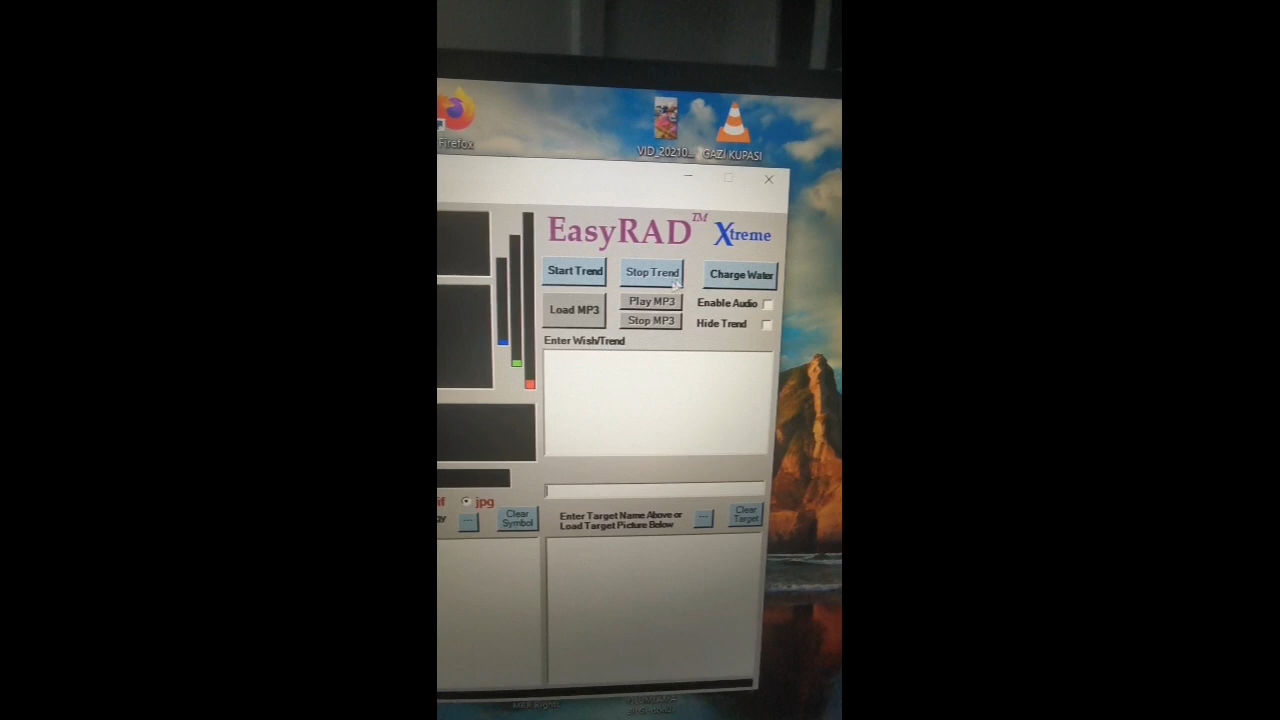 Firefox
VID_20210...
GAZİ KUPASI
EasyRAD™ Xtreme
Start Trend
Stop Trend
Charge Water
Load MP3
Play MP3
Stop MP3
Enable Audio
Hide Trend
Enter Wish/Trend
jpg
Clear
Symbol
...
Enter Target Name Above or
Load Target Picture Below
...
Clear
Target